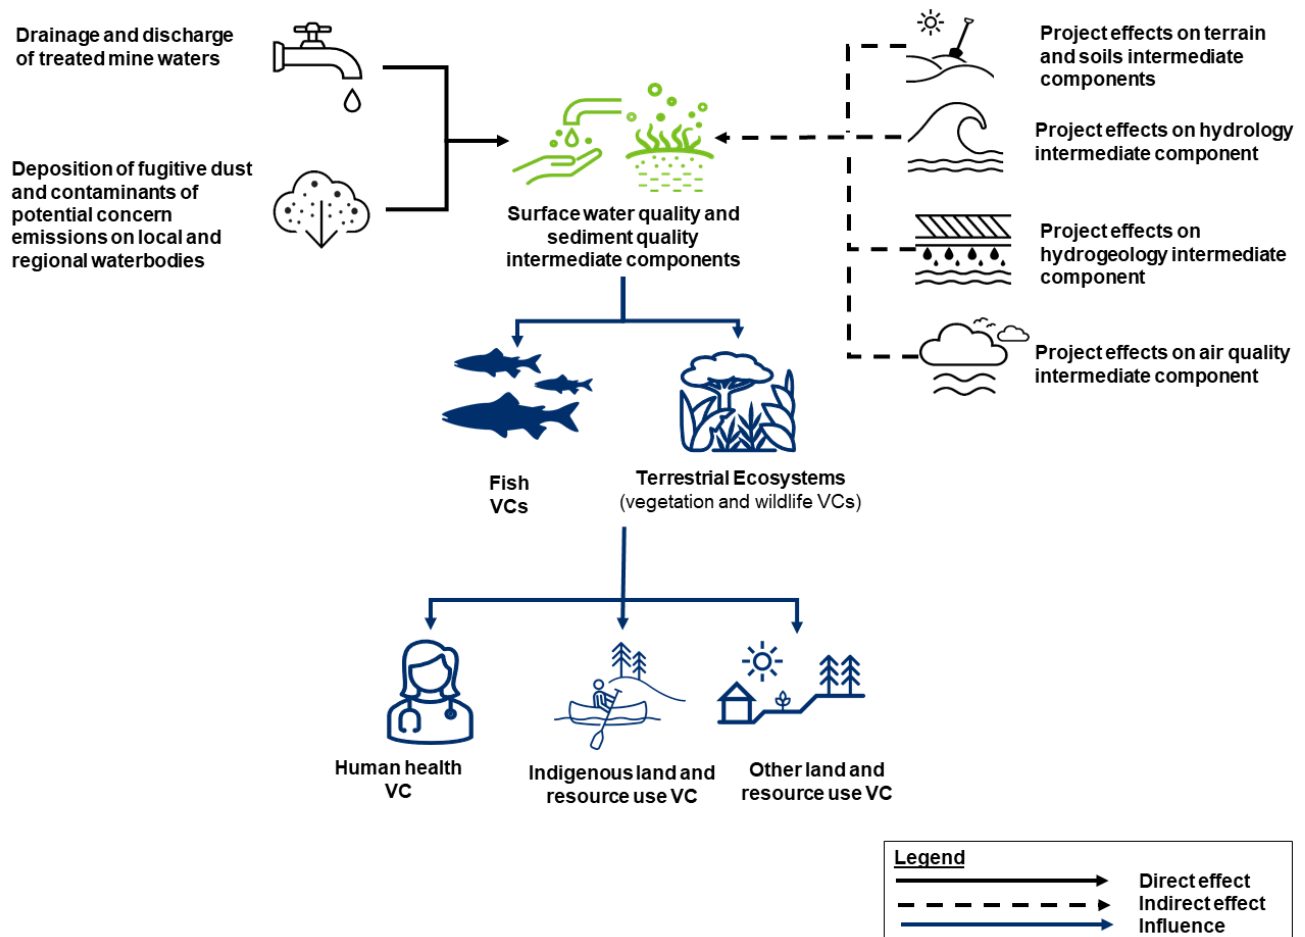 Drainage and discharge
of treated mine waters
Deposition of fugitive dust
and contaminants of
potential concern
emissions on local and
regional waterbodies
Surface water quality and
sediment quality
intermediate components
Project effects on terrain
and soils intermediate
components
Project effects on hydrology
intermediate component
Project effects on
hydrogeology intermediate
component
Project effects on air quality
intermediate component
Fish
VCs
Terrestrial Ecosystems
(vegetation and wildlife VCs)
Human health
VC
Indigenous land and
resource use VC
Other land and
resource use VC
Legend
Direct effect
Indirect effect
Influence